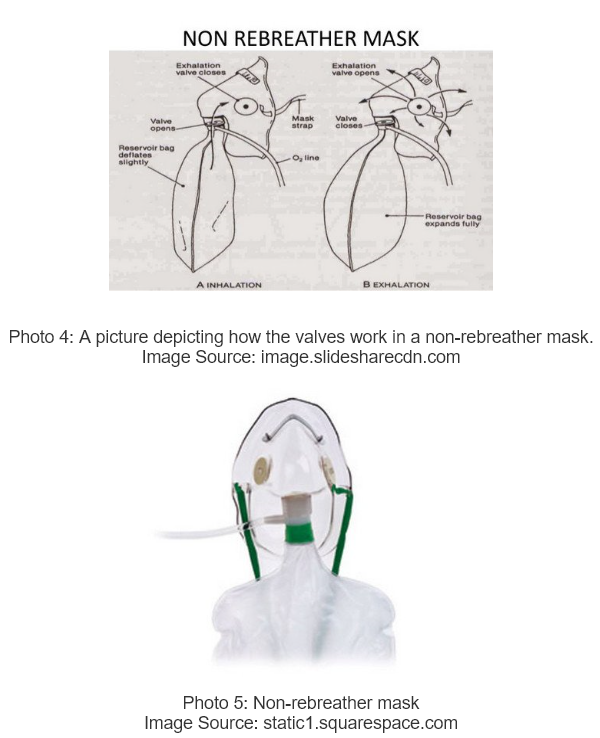 NON REBREATHER MASK
Exhalation
valve closes
Valve
opens
Reservoir bag
deflates
slightly
Mask
strap
O₂ line
A INHALATION
Exhalation
valve opens
Valve
closes
Reservoir bag
expands fully
B EXHALATION
Photo 4: A picture depicting how the valves work in a non-rebreather mask.
Image Source: image.slidesharecdn.com
Photo 5: Non-rebreather mask
Image Source: static1.squarespace.com